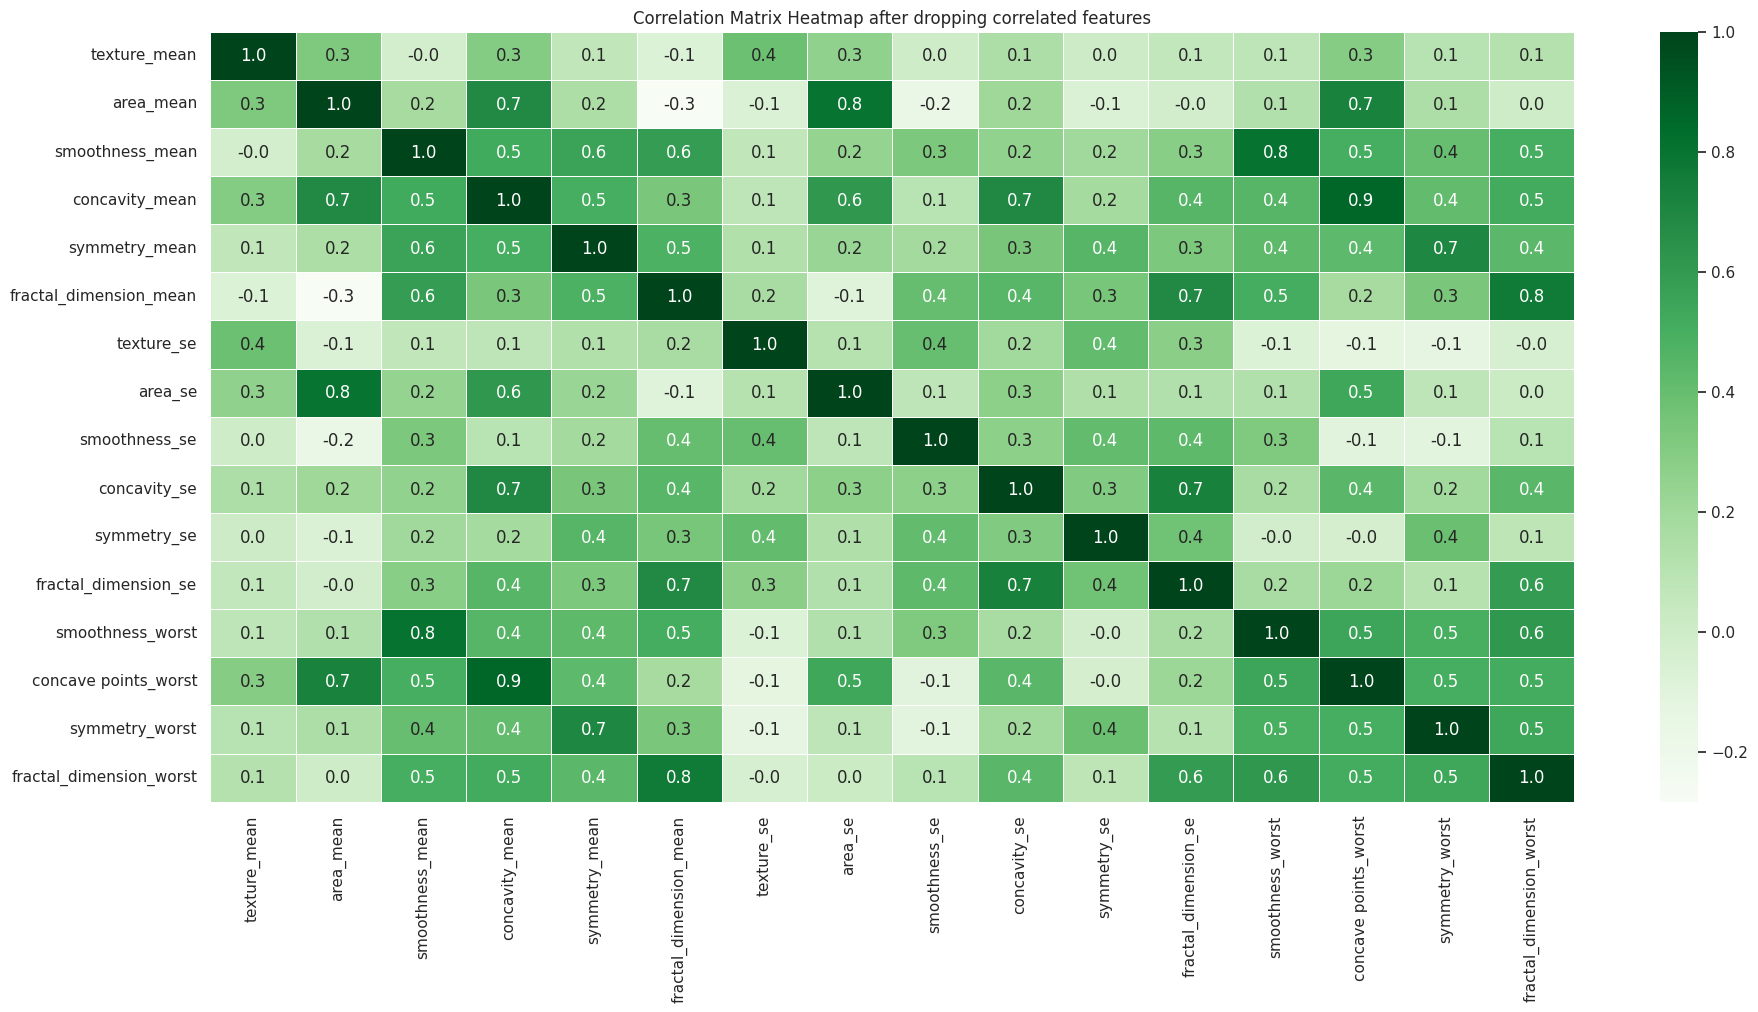 Correlation Matrix Heatmap after dropping correlated features
texture_mean 1.0 0.3 -0.0 0.3 0.1 -0.1 0.4 0.3 0.0 0.1 0.0 0.1 0.1 0.3 0.1 0.1
area_mean 0.3 1.0 0.2 0.7 0.2 -0.3 -0.1 0.8 -0.2 0.2 -0.1 -0.0 0.1 0.7 0.1 0.0
smoothness_mean -0.0 0.2 1.0 0.5 0.6 0.6 0.1 0.2 0.3 0.2 0.2 0.3 0.8 0.5 0.4 0.5
concavity_mean 0.3 0.7 0.5 1.0 0.5 0.3 0.1 0.6 0.1 0.7 0.2 0.4 0.4 0.9 0.4 0.5
symmetry_mean 0.1 0.2 0.6 0.5 1.0 0.5 0.1 0.2 0.2 0.3 0.4 0.3 0.4 0.4 0.7 0.4
fractal_dimension_mean -0.1 -0.3 0.6 0.3 0.5 1.0 0.2 -0.1 0.4 0.4 0.3 0.7 0.5 0.2 0.3 0.8
texture_se 0.4 -0.1 0.1 0.1 0.1 0.2 1.0 0.1 0.4 0.2 0.4 0.3 -0.1 -0.1 -0.1 -0.0
area_se 0.3 0.8 0.2 0.6 0.2 -0.1 0.1 1.0 0.1 0.3 0.1 0.1 0.1 0.5 0.1 0.0
smoothness_se 0.0 -0.2 0.3 0.1 0.2 0.4 0.4 0.1 1.0 0.3 0.4 0.4 0.3 -0.1 -0.1 0.1
concavity_se 0.1 0.2 0.2 0.7 0.3 0.4 0.2 0.3 0.3 1.0 0.3 0.7 0.2 0.4 0.2 0.4
symmetry_se 0.0 -0.1 0.2 0.2 0.4 0.3 0.4 0.1 0.4 0.3 1.0 0.4 -0.0 -0.0 0.4 0.1
fractal_dimension_se 0.1 -0.0 0.3 0.4 0.3 0.7 0.3 0.1 0.4 0.7 0.4 1.0 0.2 0.2 0.1 0.6
smoothness_worst 0.1 0.1 0.8 0.4 0.4 0.5 -0.1 0.1 0.3 0.2 -0.0 0.2 1.0 0.5 0.5 0.6
concave points_worst 0.3 0.7 0.5 0.9 0.4 0.2 -0.1 0.5 -0.1 0.4 -0.0 0.2 0.5 1.0 0.5 0.5
symmetry_worst 0.1 0.1 0.4 0.4 0.7 0.3 -0.1 0.1 -0.1 0.2 0.4 0.1 0.5 0.5 1.0 0.5
fractal_dimension_worst 0.1 0.0 0.5 0.5 0.4 0.8 -0.0 0.0 0.1 0.4 0.1 0.6 0.6 0.5 0.5 1.0
texture_mean
area_mean
smoothness_mean
concavity_mean
symmetry_mean
fractal_dimension_mean
texture_se
area_se
smoothness_se
concavity_se
symmetry_se
fractal_dimension_se
smoothness_worst
concave points_worst
symmetry_worst
fractal_dimension_worst
1.0
0.8
0.6
0.4
0.2
0.0
−0.2